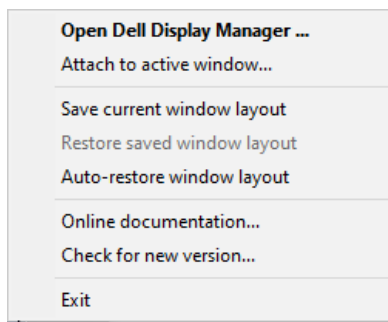 Open Dell Display Manager ...
Attach to active window...
Save current window layout
Restore saved window layout
Auto-restore window layout
Online documentation...
Check for new version...
Exit